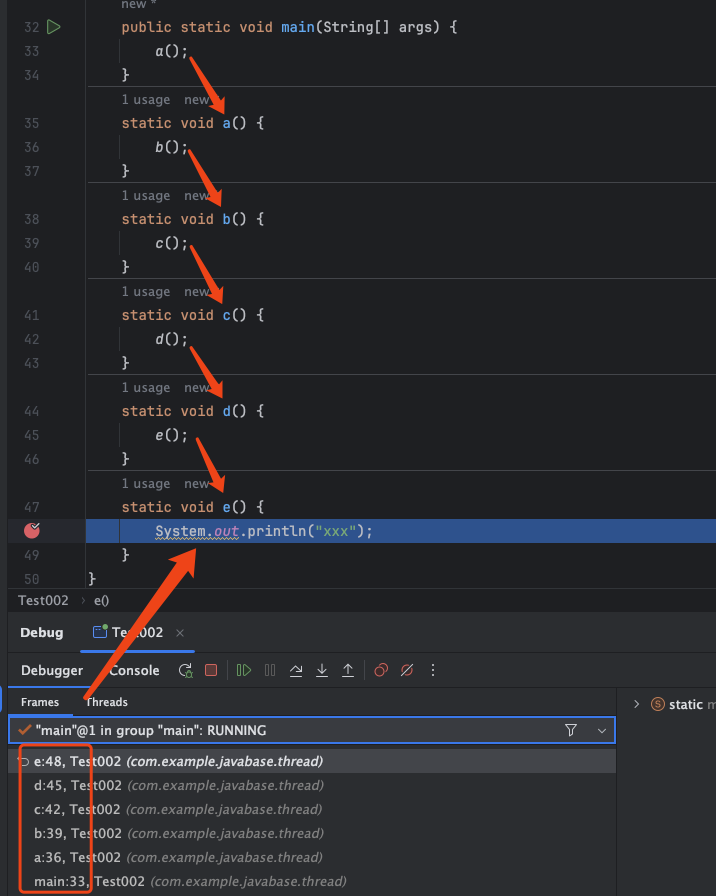 new *
32 public static void main(String[] args) {
33 a();
34 }
1 usage new
35 static void a() {
36 b();
37 }
1 usage new
38 static void b() {
39 c();
40 }
1 usage new
41 static void c() {
42 d();
43 }
1 usage new
44 static void d() {
45 e();
46 }
1 usage new
47 static void e() {
System.out.println("xxx");
49 }
50 }
Test002 › e()
Debug Test002 ×
Debugger Console
Frames Threads
"main"@1 in group "main": RUNNING
S static m
e:48, Test002 (com.example.javabase.thread)
d:45, Test002 (com.example.javabase.thread)
c:42, Test002 (com.example.javabase.thread)
b:39, Test002 (com.example.javabase.thread)
a:36, Test002 (com.example.javabase.thread)
main:33, Test002 (com.example.javabase.thread)